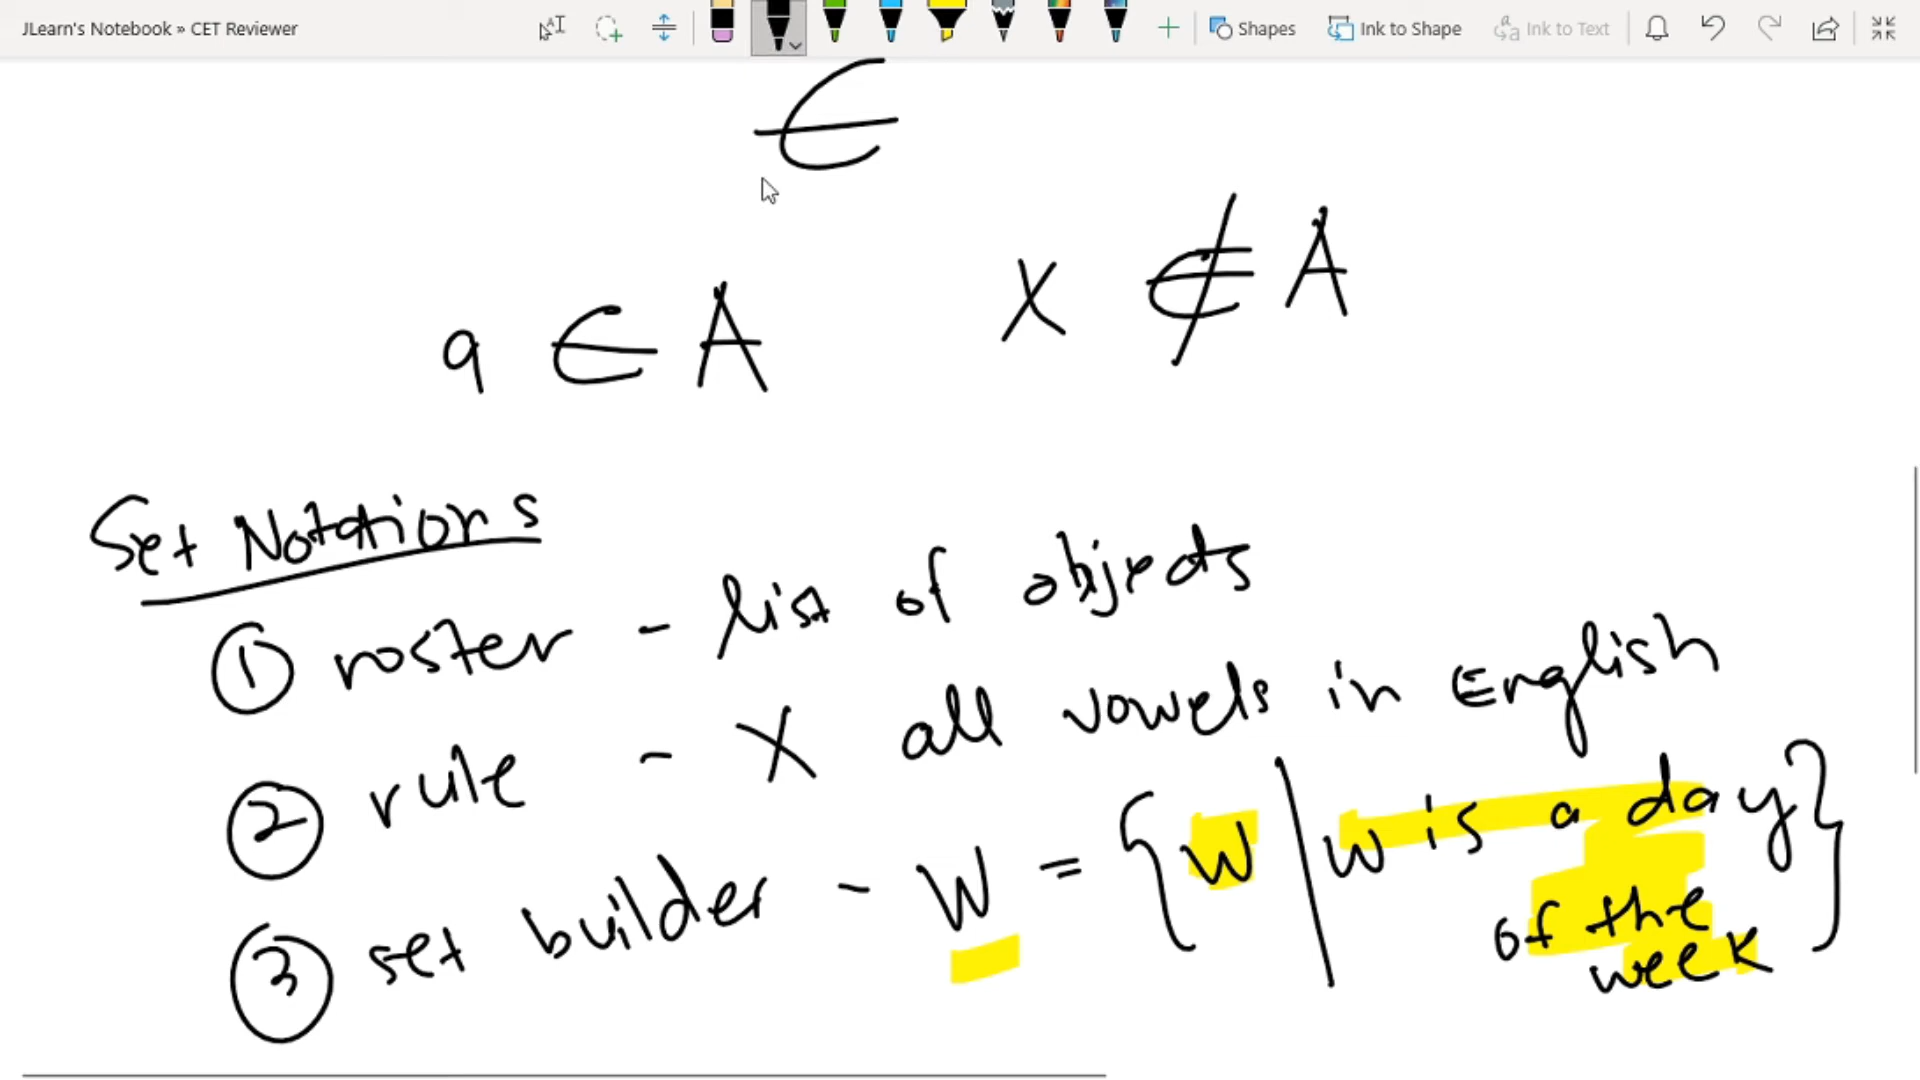 JLearn's Notebook » CET Reviewer
Shapes
Ink to Shape
Ink to Text
∈
9 ∈ A
X ∉ A
Set Notations
① roster - list of objects
② rule - X all vowels in English
③ set builder - W = {w | w is a day
of the
week}